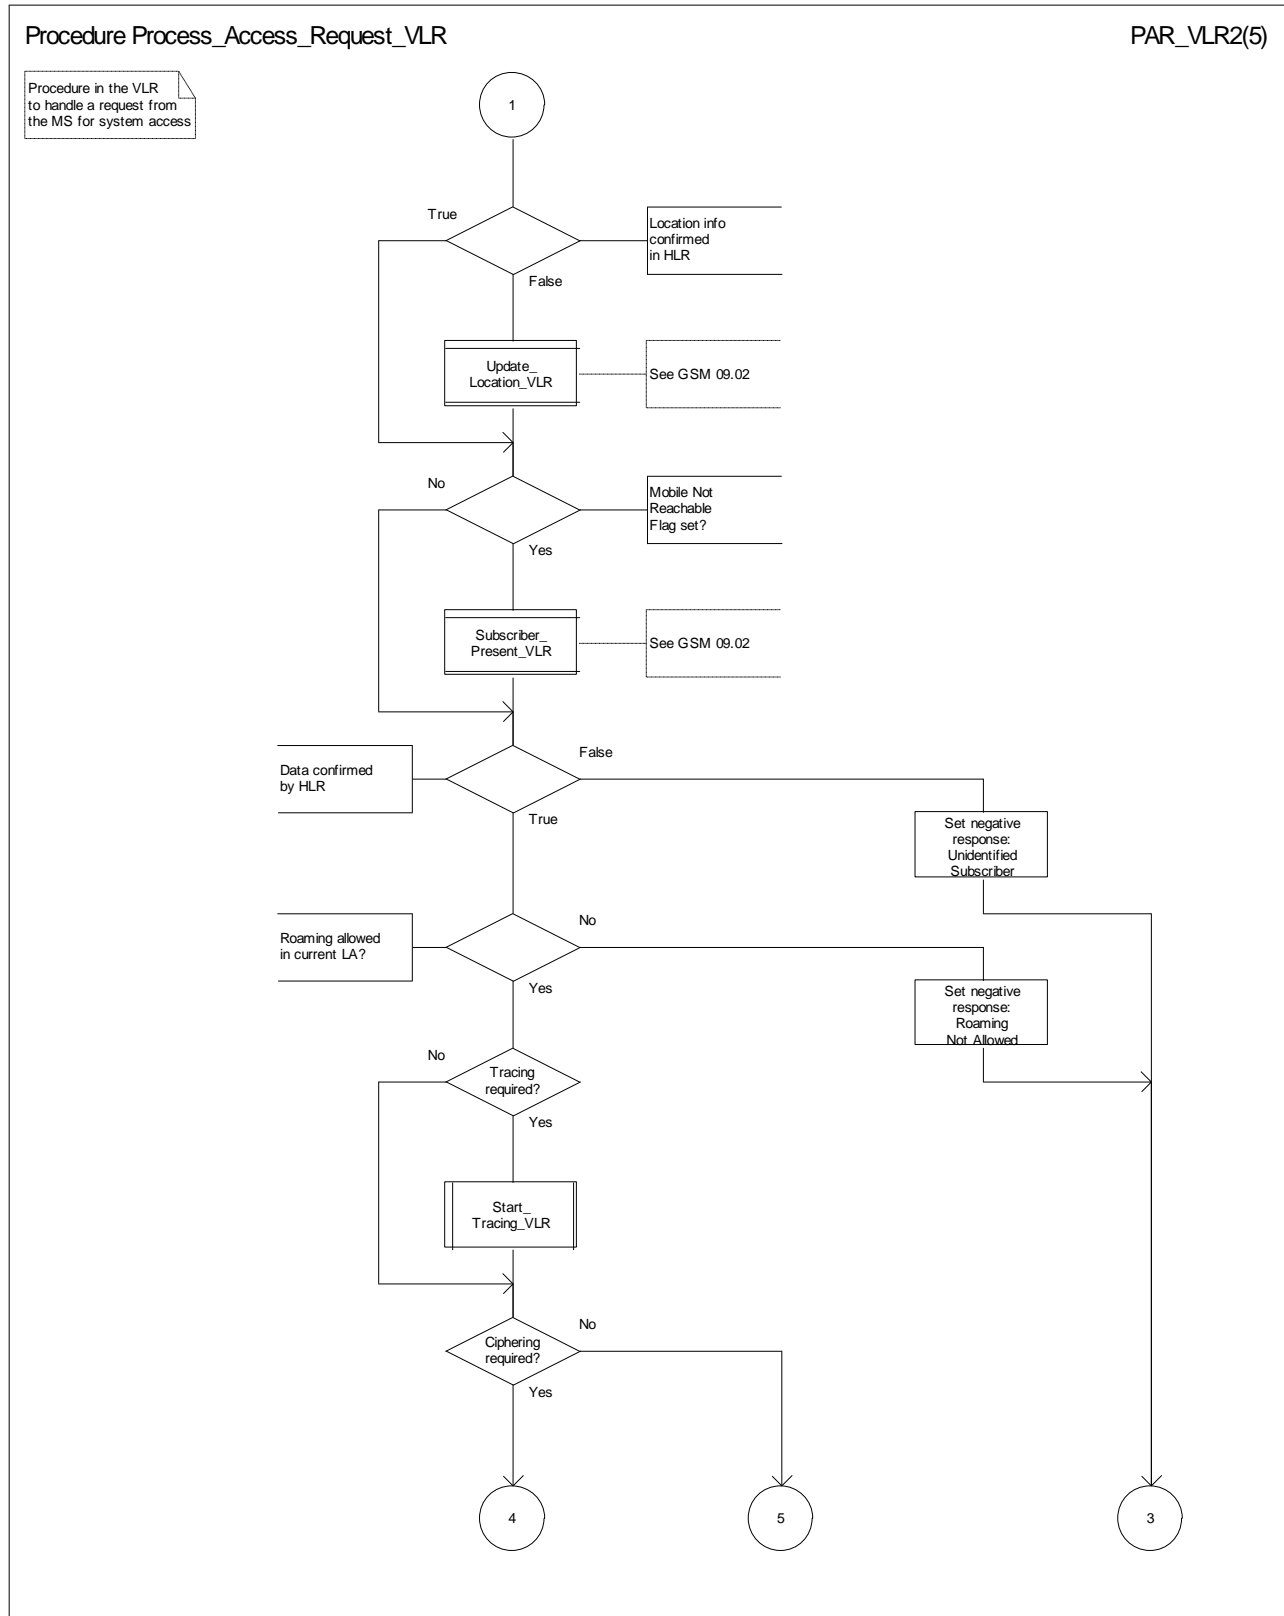 Procedure Process_Access_Request_VLR
PAR_VLR2(5)
Procedure in the VLR
to handle a request from
the MS for system access
1
True
Location info
confirmed
in HLR
False
Update_
Location_VLR
See GSM 09.02
No
Mobile Not
Reachable
Flag set?
Yes
Subscriber_
Present_VLR
See GSM 09.02
Data confirmed
by HLR
False
True
Set negative
response:
Unidentified
Subscriber
Roaming allowed
in current LA?
No
Yes
Set negative
response:
Roaming
Not Allowed
No
Tracing
required?
Yes
Start_
Tracing_VLR
Ciphering
required?
No
Yes
4
5
3